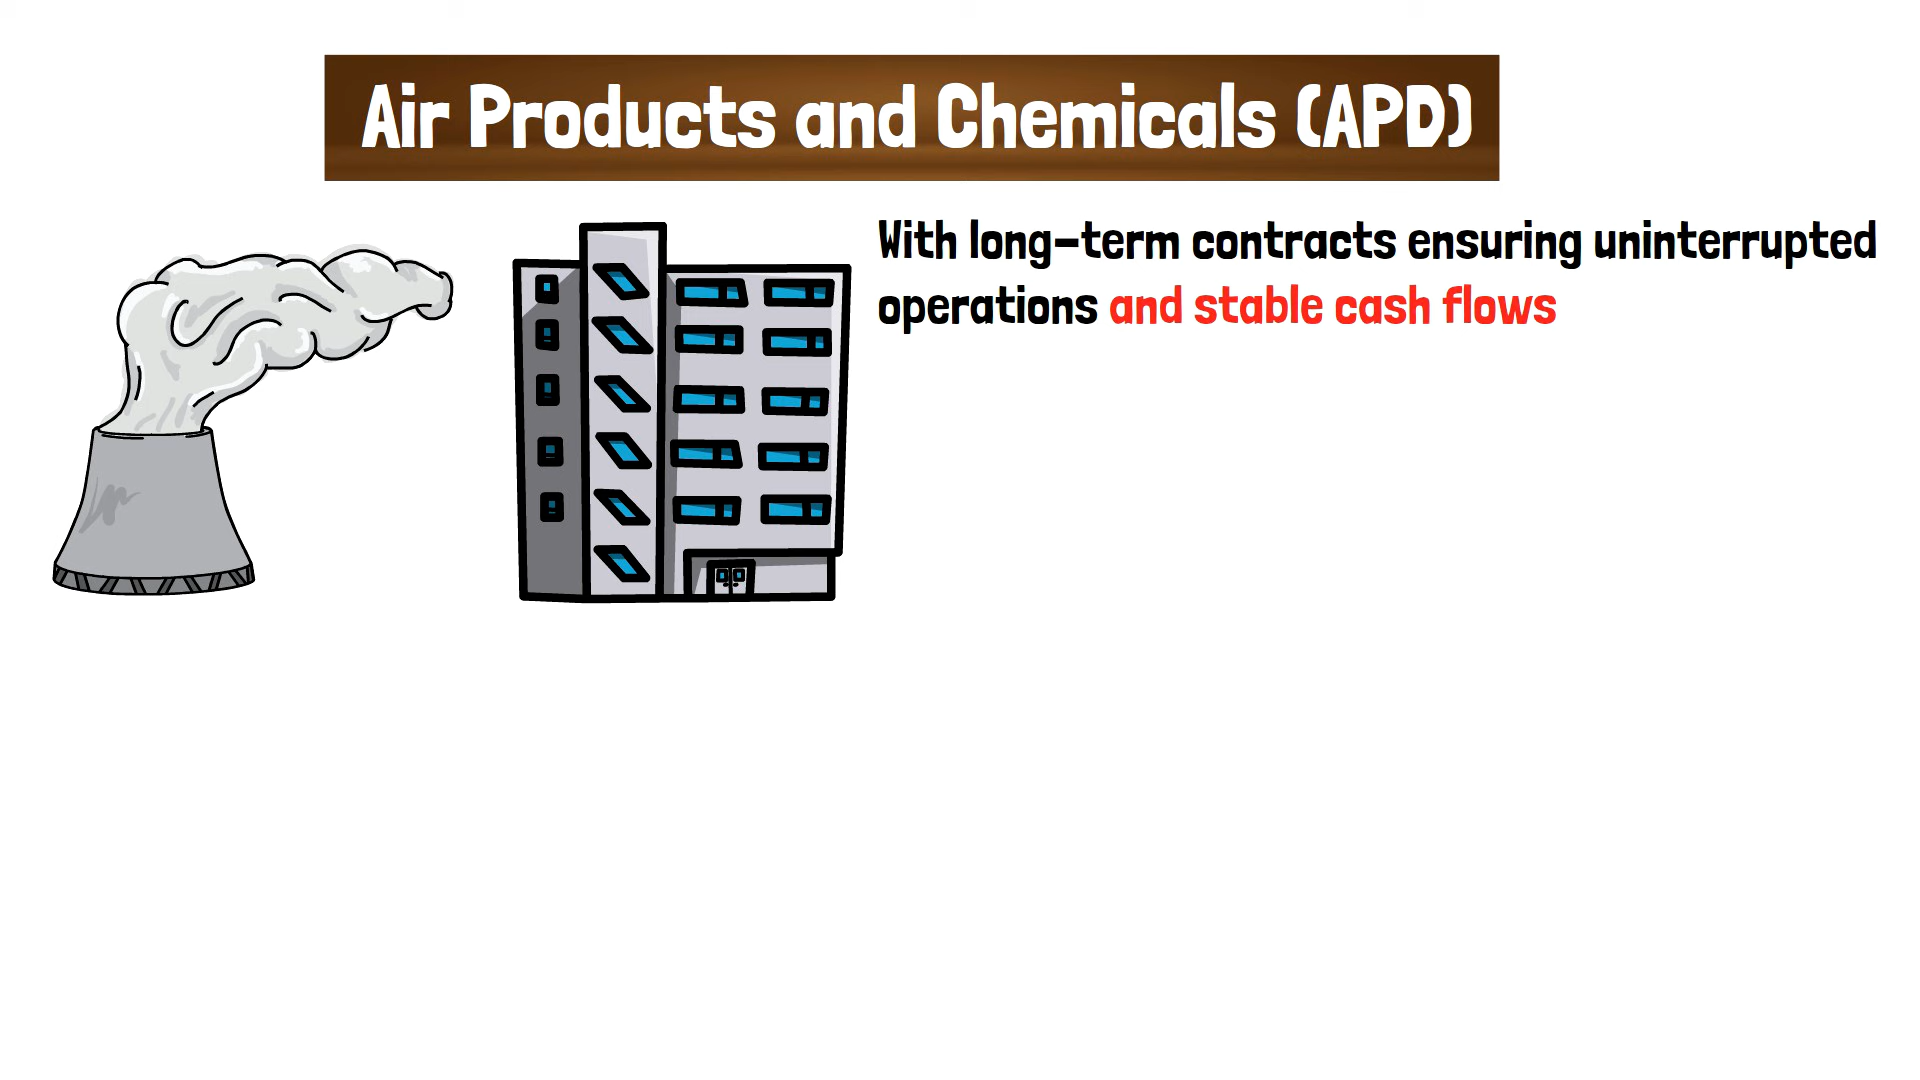 Air Products and Chemicals (APD)
With long-term contracts ensuring uninterrupted
operations and stable cash flows